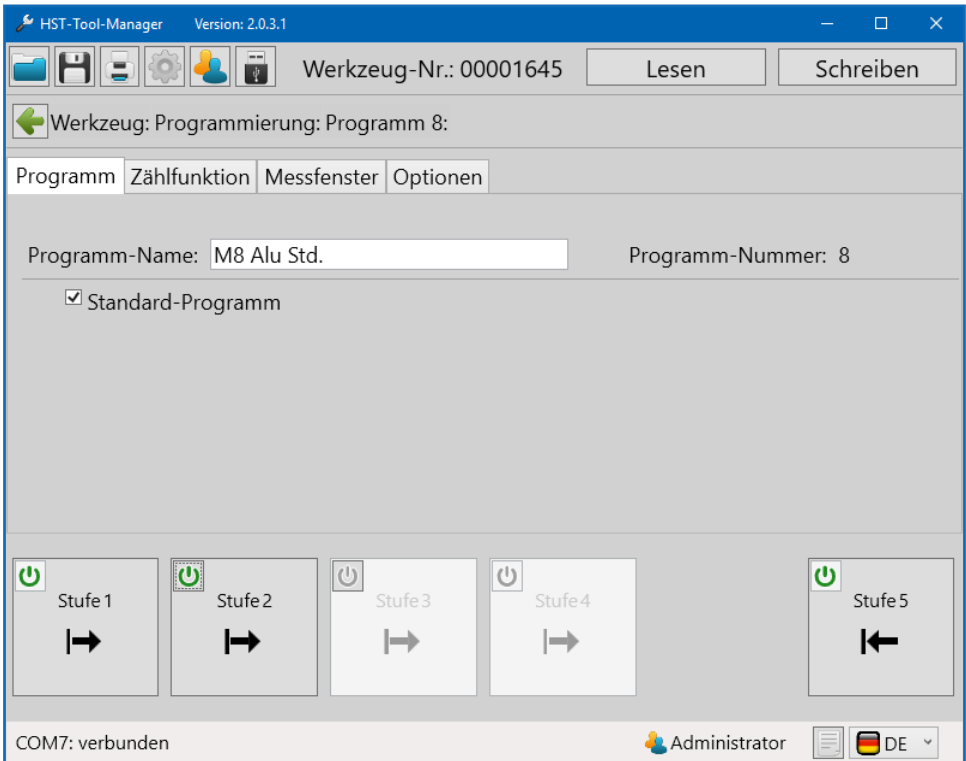 HST-Tool-Manager Version: 2.0.3.1
Werkzeug-Nr.: 00001645 Lesen Schreiben
Werkzeug: Programmierung: Programm 8:
Programm Zählfunktion Messfenster Optionen
Programm-Name: M8 Alu Std. Programm-Nummer: 8
Standard-Programm
Stufe 1 Stufe 2 Stufe 3 Stufe 4 Stufe 5
COM7: verbunden Administrator DE